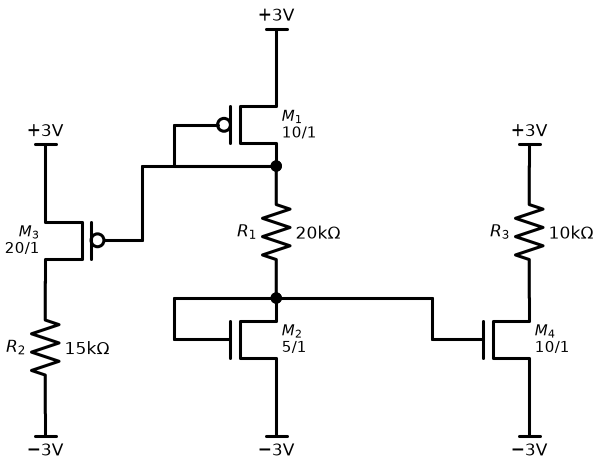 +3V
M₁
10/1
+3V
+3V
M₃
20/1
R₁ 20kΩ
R₃ 10kΩ
R₂ 15kΩ
M₂
5/1
M₄
10/1
−3V
−3V
−3V